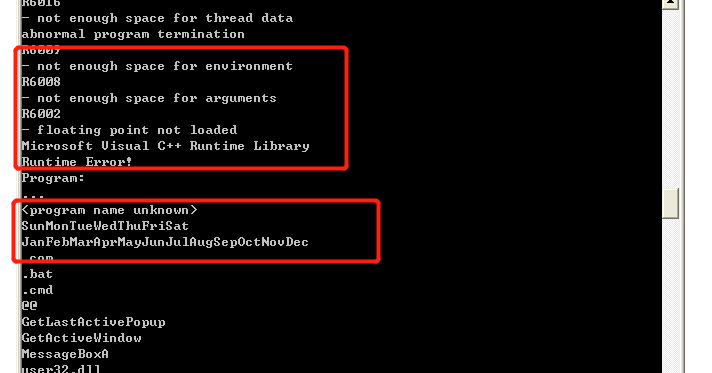 R6016
- not enough space for thread data
abnormal program termination
R6009
- not enough space for environment
R6008
- not enough space for arguments
R6002
- floating point not loaded
Microsoft Visual C++ Runtime Library
Runtime Error!
Program:
...
<program name unknown>
SunMonTueWedThuFriSat
JanFebMarAprMayJunJulAugSepOctNovDec
.com
.bat
.cmd
@@
GetLastActivePopup
GetActiveWindow
MessageBoxA
user32.dll